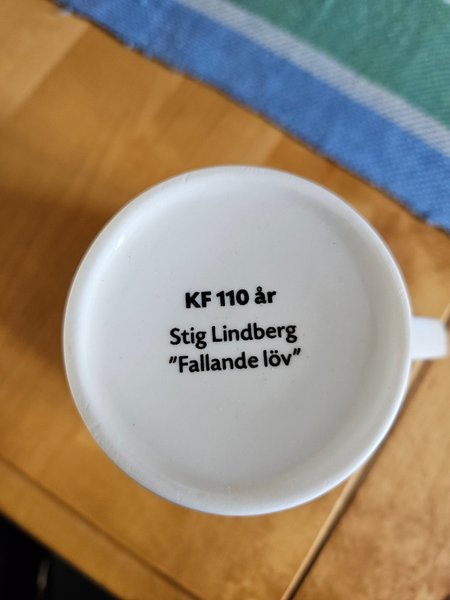 KF 110 år
Stig Lindberg
"Fallande löv"